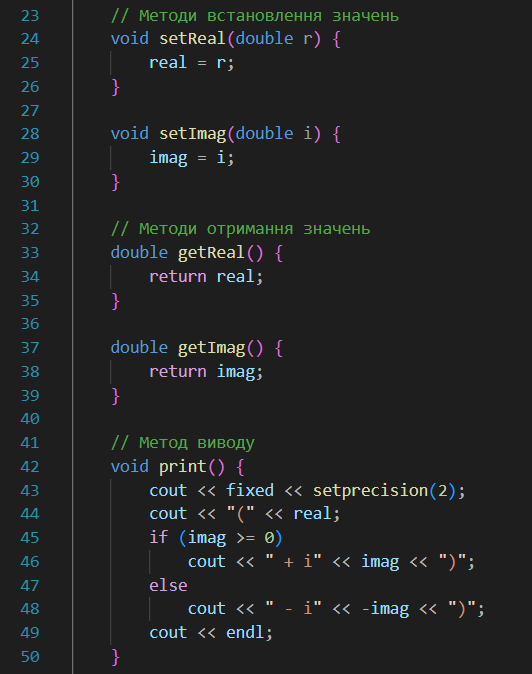 23 // Методи встановлення значень
24 void setReal(double r) {
25 real = r;
26 }
27
28 void setImag(double i) {
29 imag = i;
30 }
31
32 // Методи отримання значень
33 double getReal() {
34 return real;
35 }
36
37 double getImag() {
38 return imag;
39 }
40
41 // Метод виводу
42 void print() {
43 cout << fixed << setprecision(2);
44 cout << "(" << real;
45 if (imag >= 0)
46 cout << " + i" << imag << ")";
47 else
48 cout << " - i" << -imag << ")";
49 cout << endl;
50 }